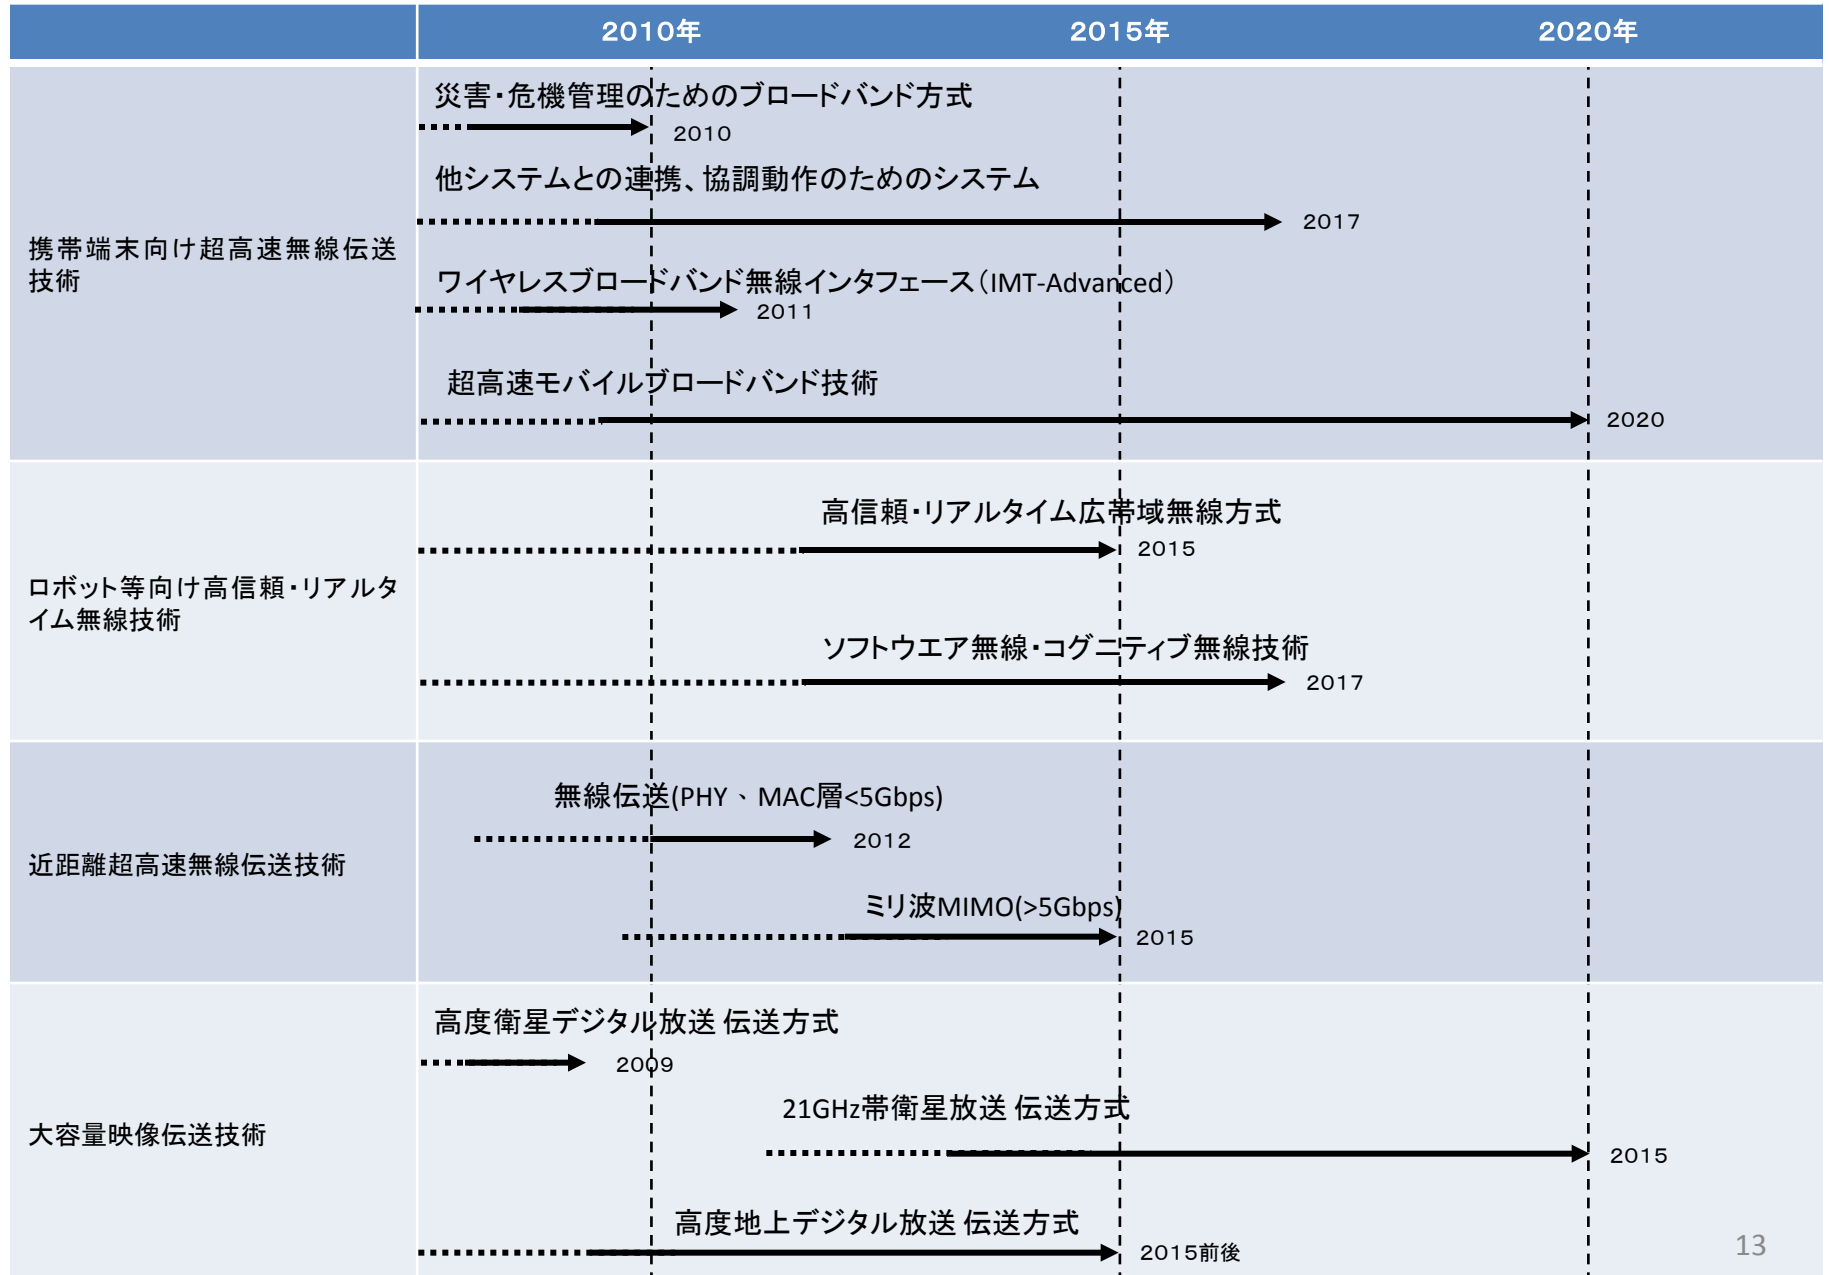 2010年 2015年 2020年
災害・危機管理のためのブロードバンド方式
2010
他システムとの連携、協調動作のためのシステム
2017
携帯端末向け超高速無線伝送
技術
ワイヤレスブロードバンド無線インタフェース（IMT-Advanced）
2011
超高速モバイルブロードバンド技術
2020
高信頼・リアルタイム広帯域無線方式
2015
ロボット等向け高信頼・リアルタ
イム無線技術
ソフトウエア無線・コグニティブ無線技術
2017
無線伝送(PHY、MAC層<5Gbps)
2012
近距離超高速無線伝送技術
ミリ波MIMO(>5Gbps)
2015
高度衛星デジタル放送 伝送方式
2009
21GHz帯衛星放送 伝送方式
大容量映像伝送技術
2015
高度地上デジタル放送 伝送方式
2015前後
13